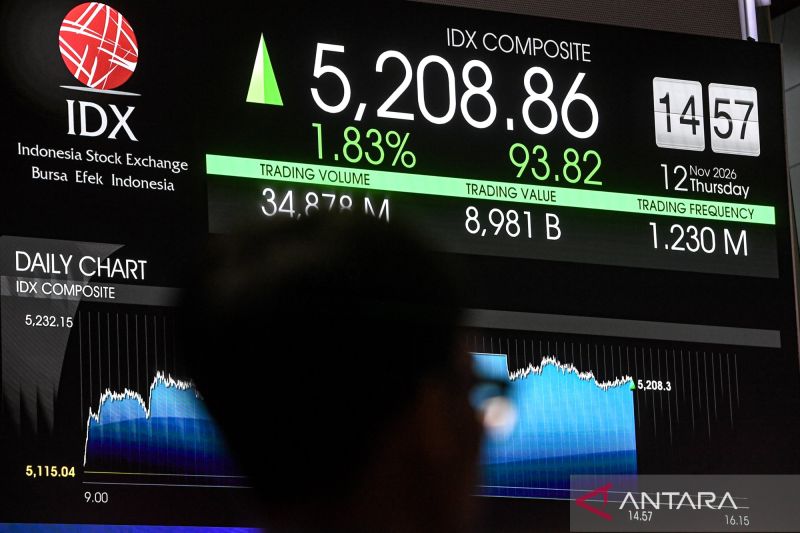 IDX COMPOSITE
5,208.86
1.83% 93.82
14 57
12 Nov 2026
Thursday
IDX
Indonesia Stock Exchange
Bursa Efek Indonesia
TRADING VOLUME TRADING VALUE TRADING FREQUENCY
34,878 M 8,981 B 1.230 M
DAILY CHART
IDX COMPOSITE
5,232.15
5,208.3
5,115.04
9.00 14.57 16.15
ANTARA